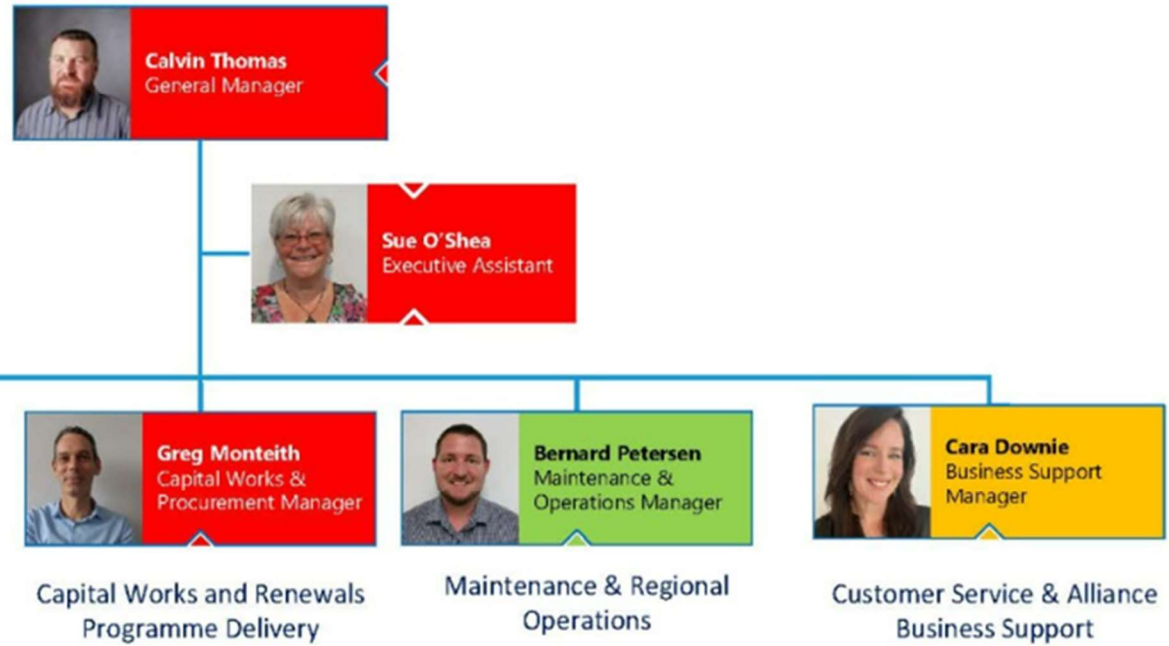 Calvin Thomas
General Manager
Sue O'Shea
Executive Assistant
Greg Monteith
Capital Works &
Procurement Manager
Bernard Petersen
Maintenance &
Operations Manager
Cara Downie
Business Support
Manager
Capital Works and Renewals
Programme Delivery
Maintenance & Regional
Operations
Customer Service & Alliance
Business Support